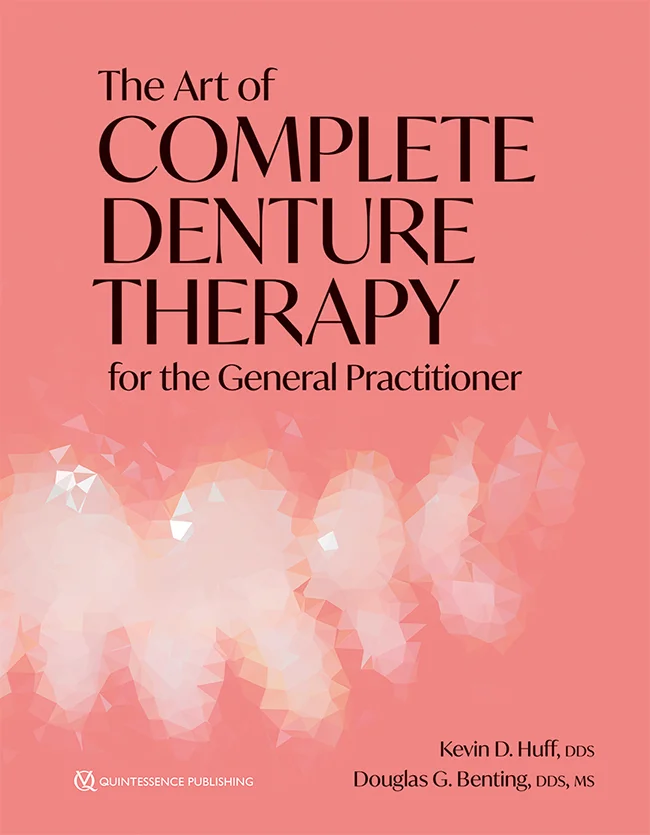 The Art of
COMPLETE
DENTURE
THERAPY
for the General Practitioner
Kevin D. Huff, DDS
Douglas G. Benting, DDS, MS
QUINTESSENCE PUBLISHING